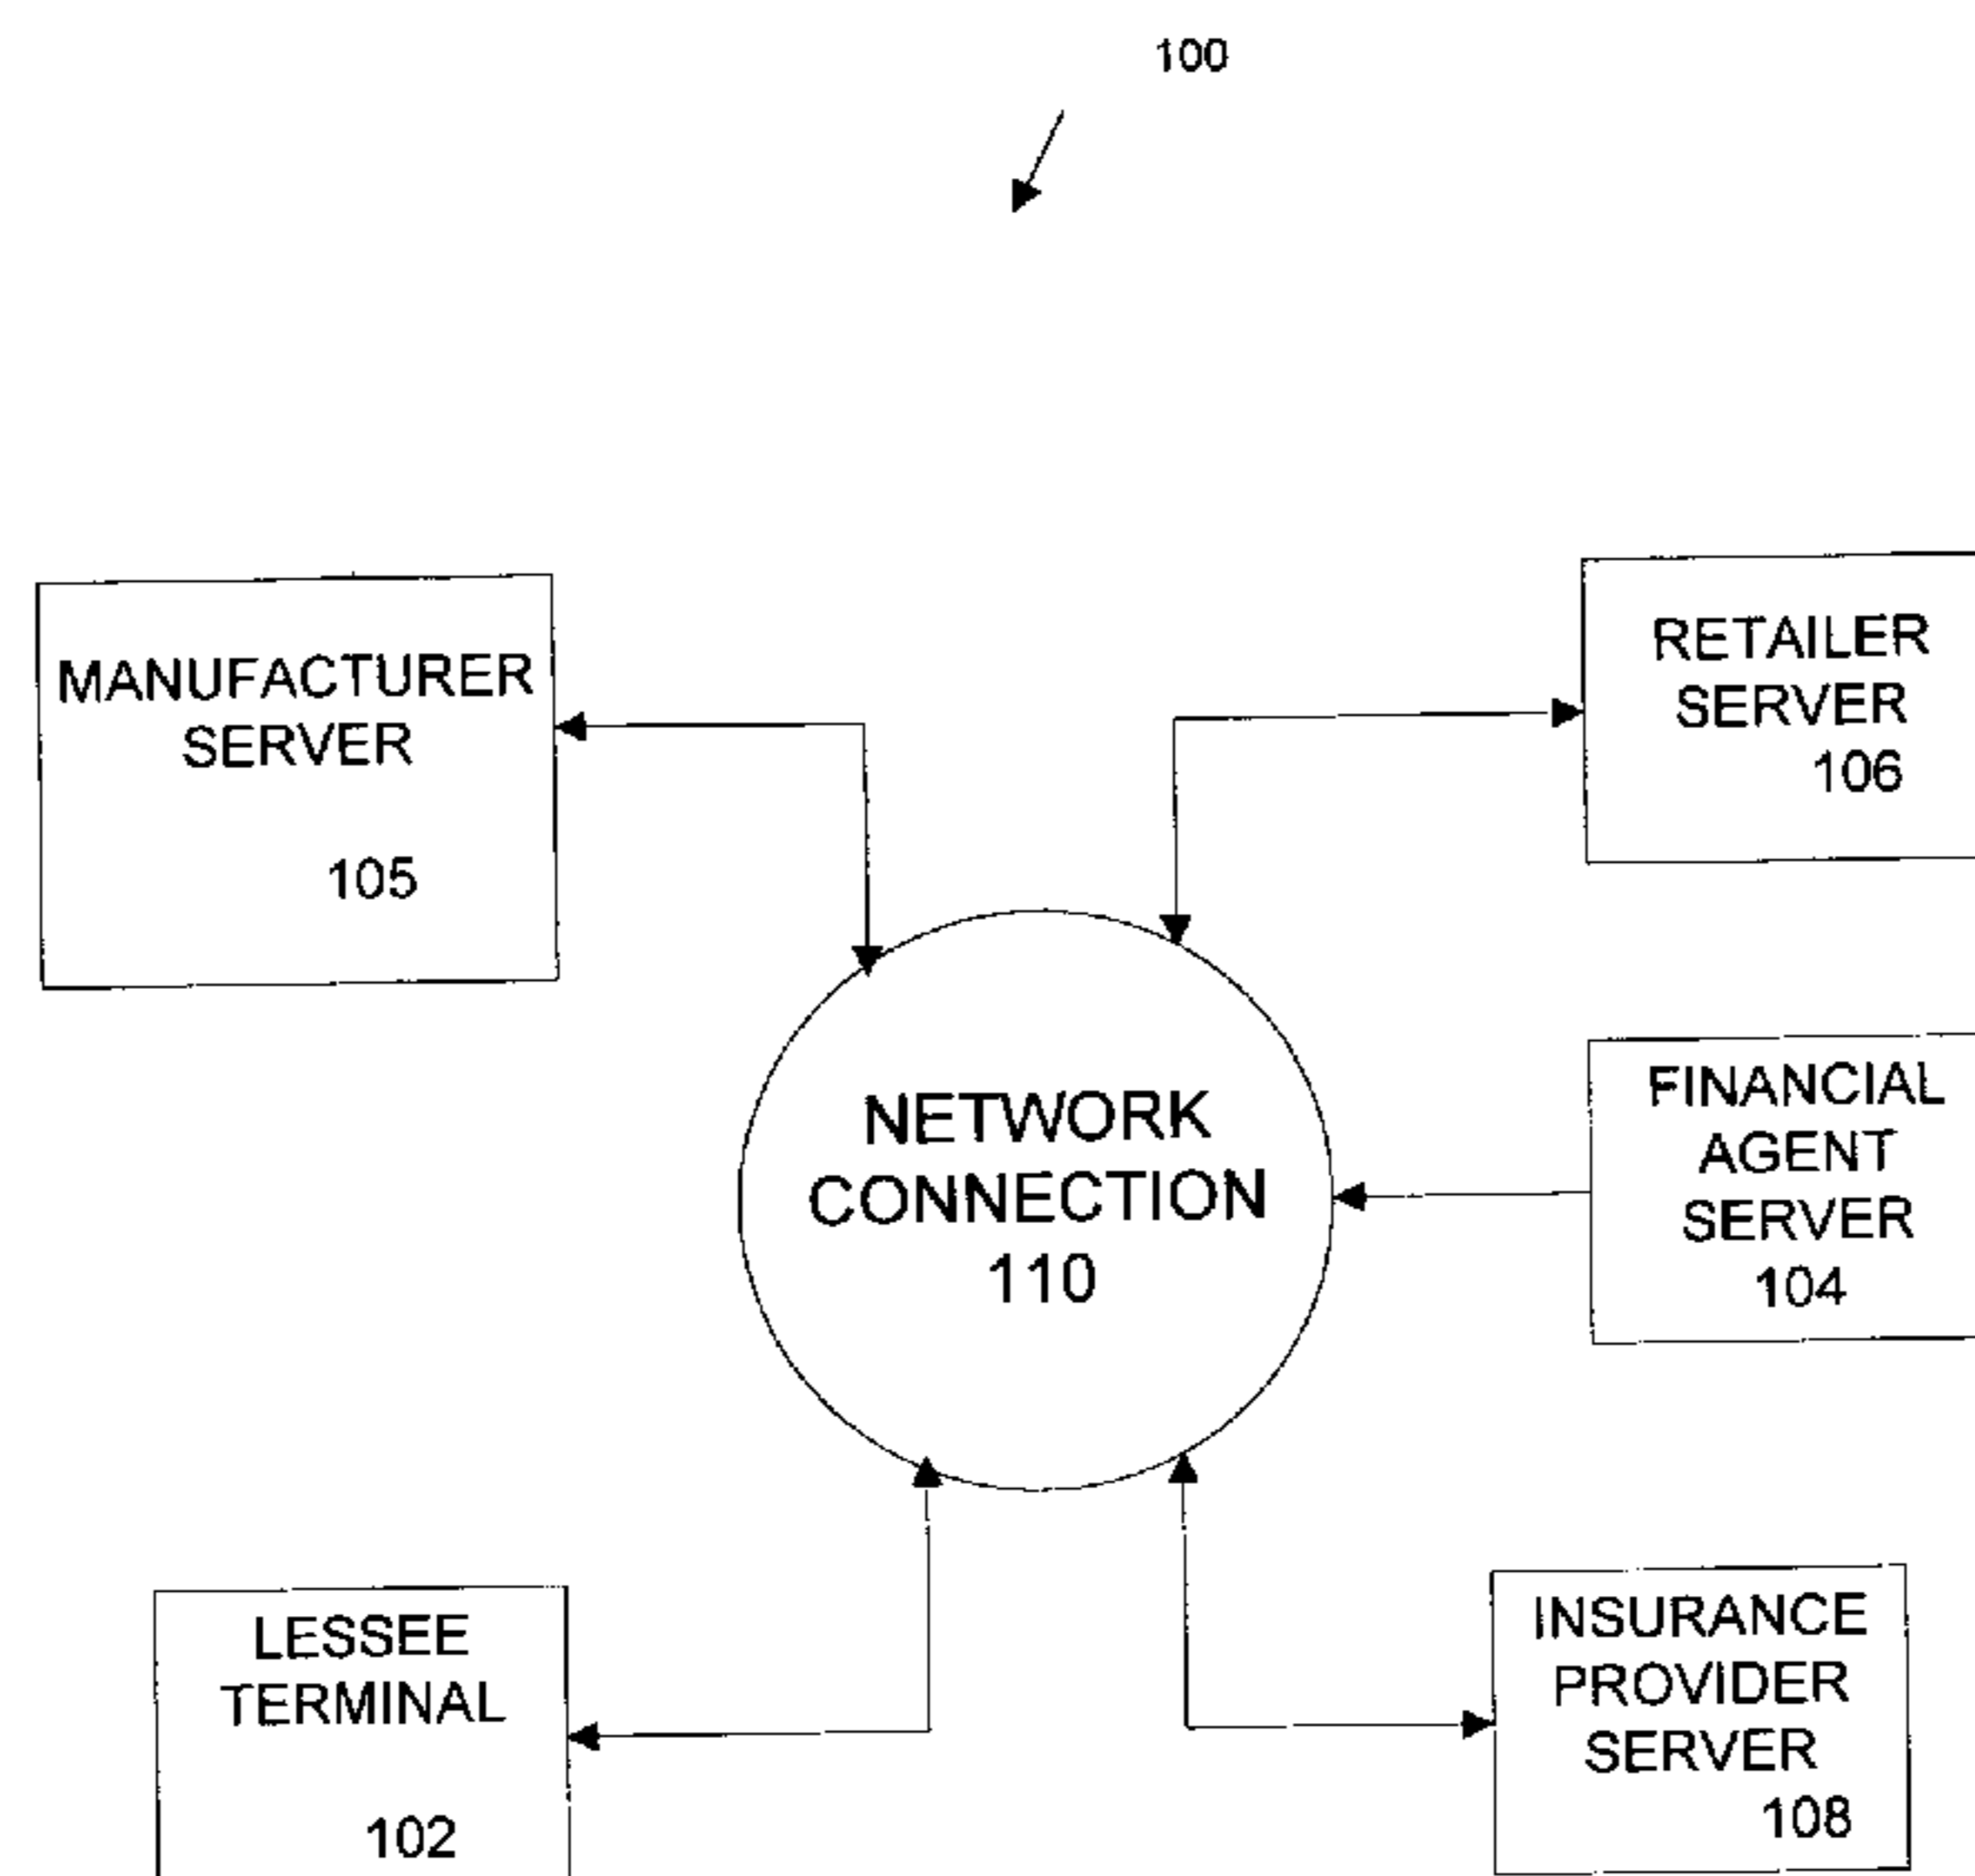 100
MANUFACTURER
SERVER
105
RETAILER
SERVER
106
NETWORK
CONNECTION
110
FINANCIAL
AGENT
SERVER
104
LESSEE
TERMINAL
102
INSURANCE
PROVIDER
SERVER
108